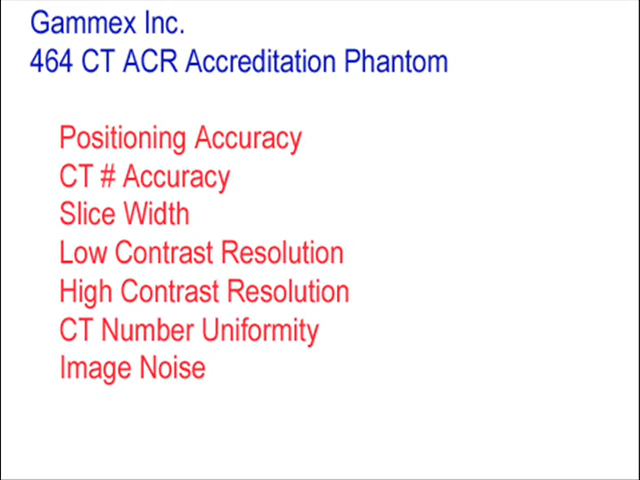 Gammex Inc.
464 CT ACR Accreditation Phantom
Positioning Accuracy
CT # Accuracy
Slice Width
Low Contrast Resolution
High Contrast Resolution
CT Number Uniformity
Image Noise